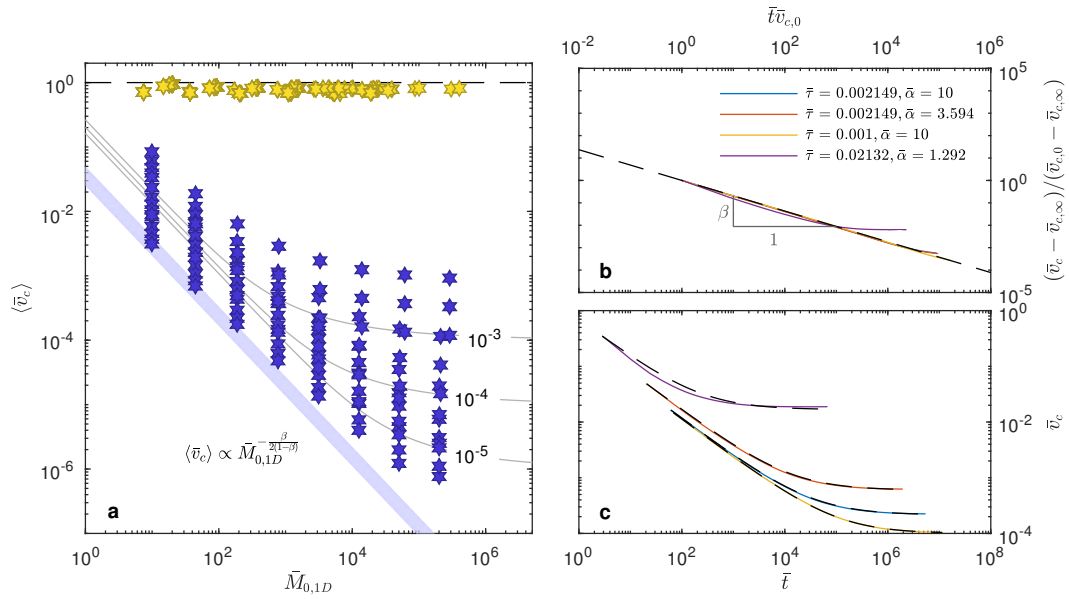 10^0
10^-2
10^-4
10^-6
⟨v̄_c⟩
10^-3
10^-4
10^-5
⟨v̄_c⟩ ∝ M̄_{0,1D}^{-β/(2(1-β))}
a
10^0 10^2 10^4 10^6
M̄_{0,1D}
t̄v̄_{c,0}
10^-2 10^0 10^2 10^4 10^6
τ̄ = 0.002149, ᾱ = 10
τ̄ = 0.002149, ᾱ = 3.594
τ̄ = 0.001, ᾱ = 10
τ̄ = 0.02132, ᾱ = 1.292
β
1
b
10^5
10^0
10^-5
(v̄_c − v̄_{c,∞})/(v̄_{c,0} − v̄_{c,∞})
c
10^0
10^-2
10^-4
v̄_c
10^0 10^2 10^4 10^6 10^8
t̄